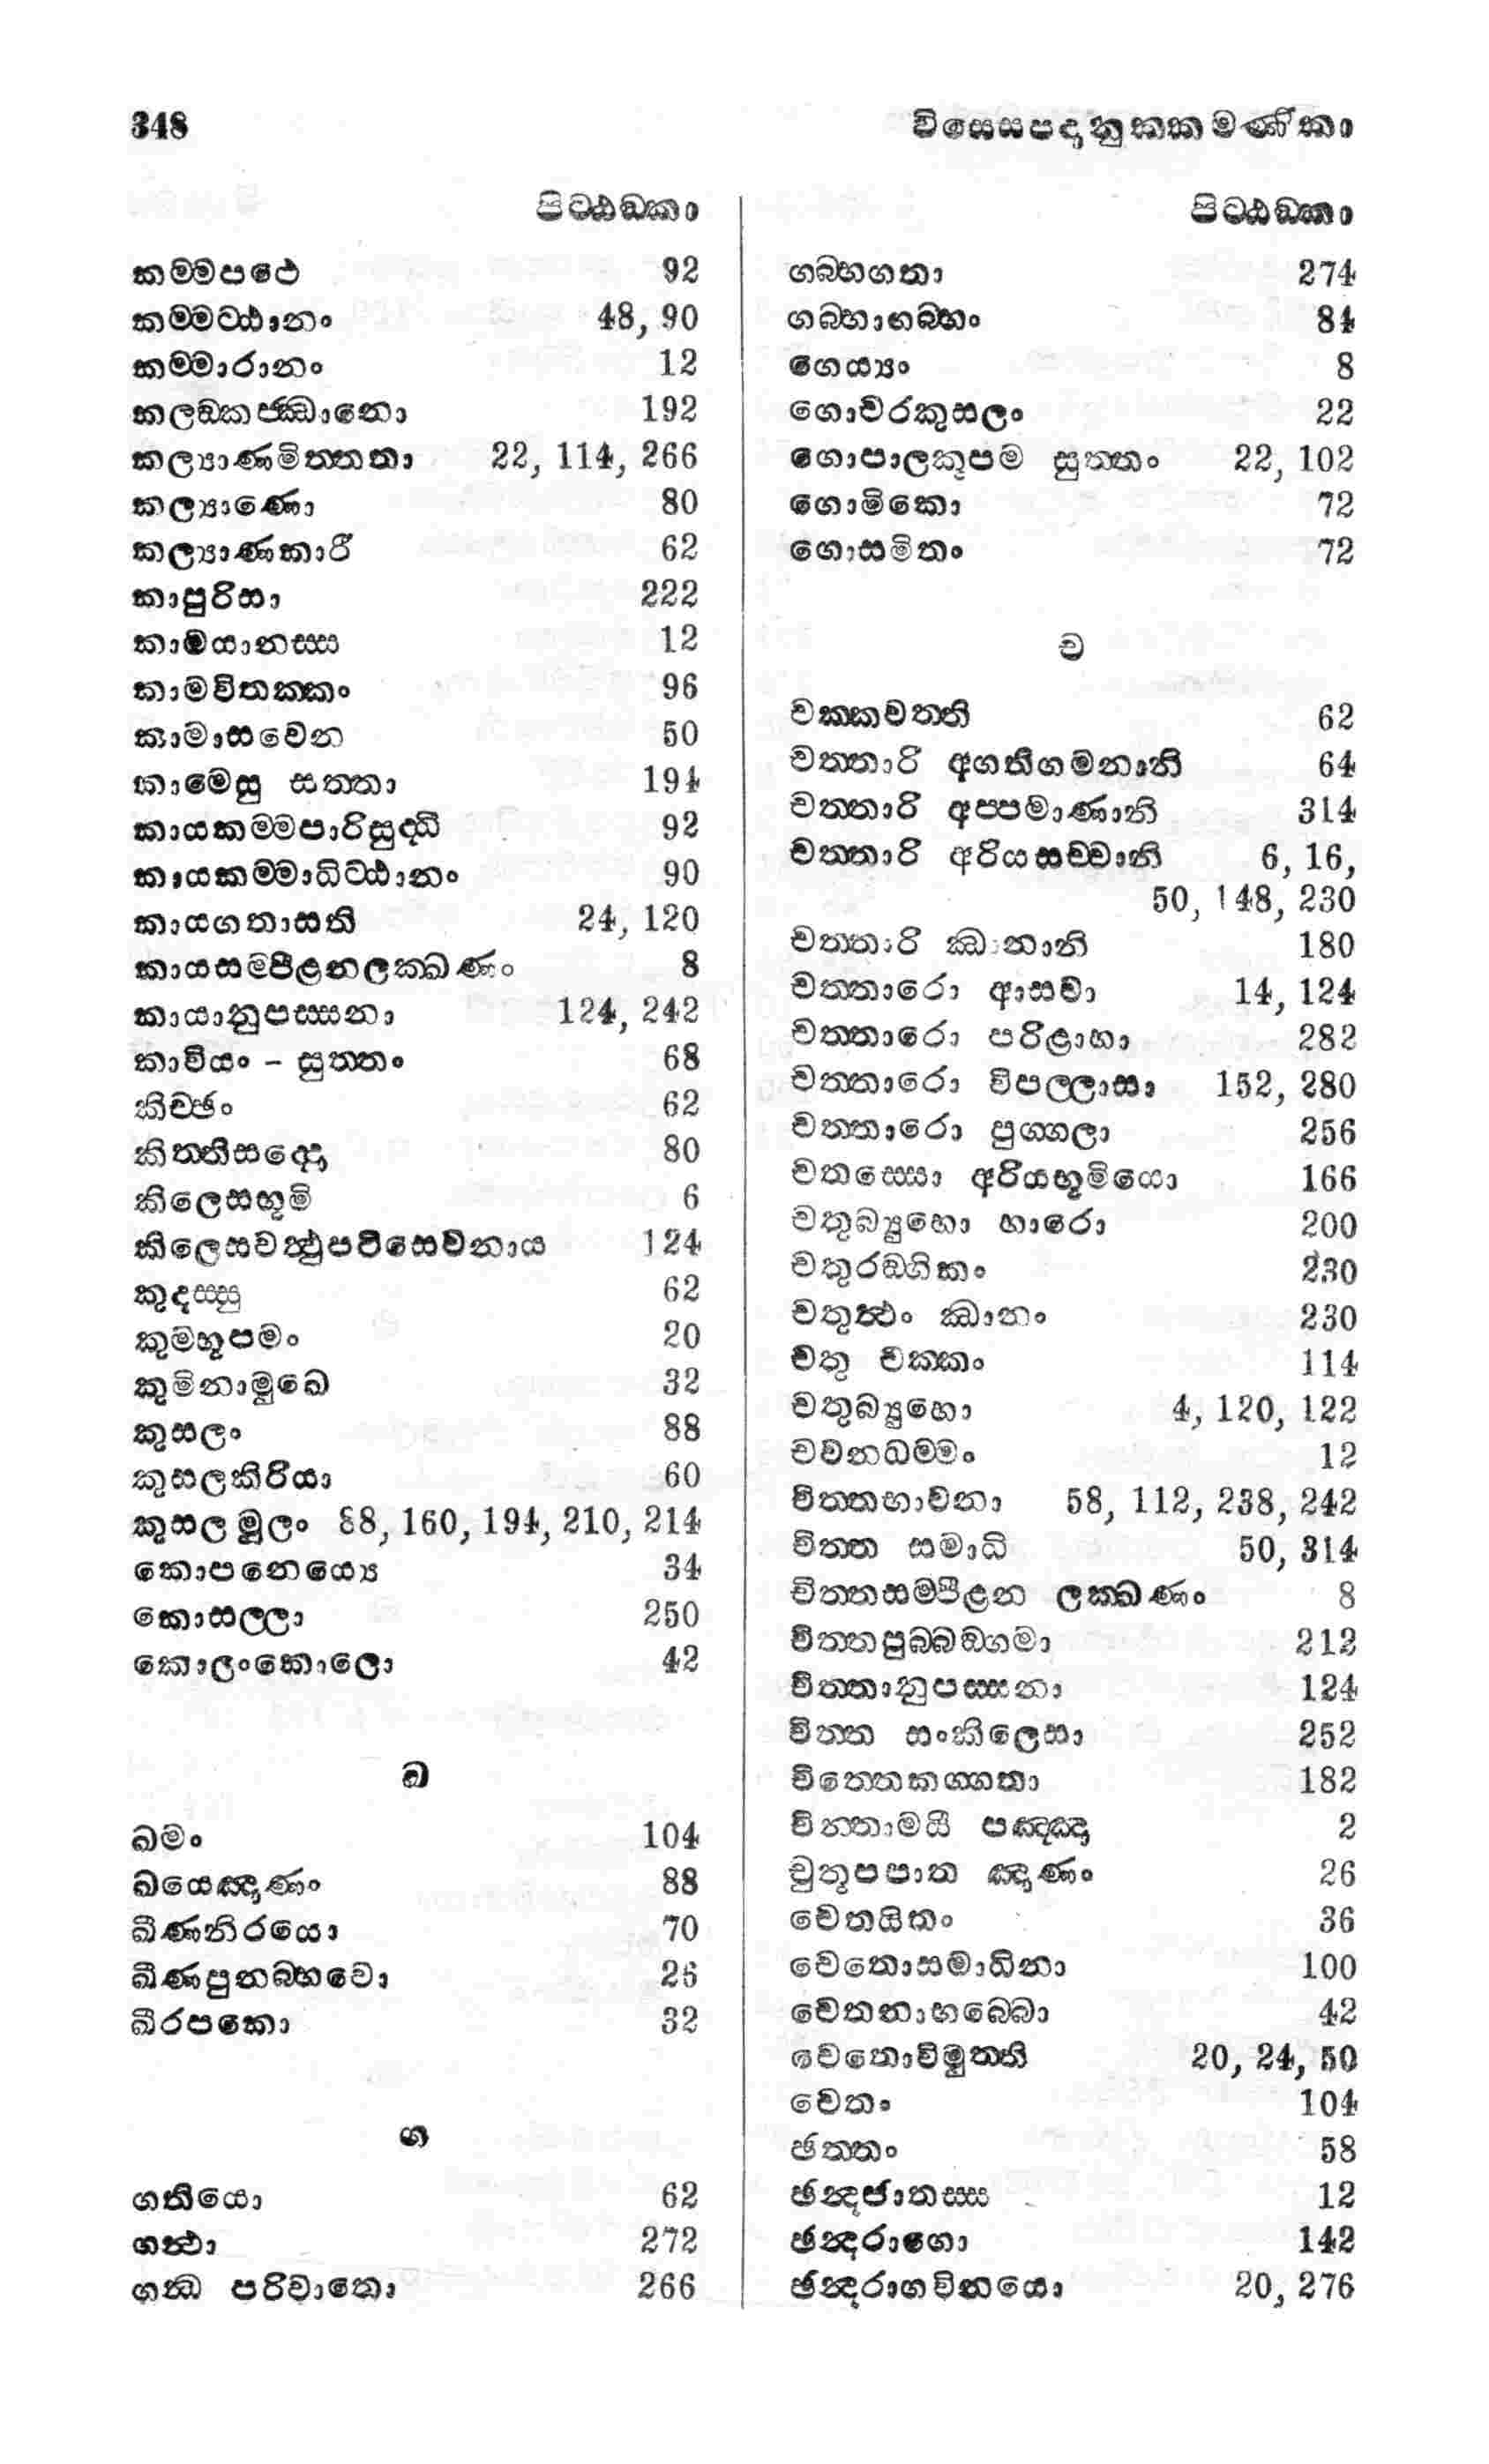 348 විසෙසපදානුක්කමණිකා
පිට්ඨඞ්කා
කම්මපථෙ 92
කම්මට්ඨානං 48, 90
කම්මාරානං 12
කලඞ්කජ්ඣානො 192
කල්‍යාණමිත්තතා 22, 114, 266
කල්‍යාණො 80
කල්‍යාණකාරී 62
කාපුරිසා 222
කාමයානස්ස 12
කාමවිතක්කං 96
කාමාසවෙන 50
කාමෙසු සත්තා 194
කායකම්මපාරිසුද්ධි 92
කායකම්මාධිට්ඨානං 90
කායගතාසති 24, 120
කායසම්පීළනලක්ඛණං 8
කායානුපස්සනා 124, 242
කාවියං – සුත්තං 68
කිච්ඡං 62
කිත්තිසද්දො 80
කිලෙසභූමි 6
කිලෙසවත්ථුපටිසෙවනාය 124
කුදාස්සු 62
කුම්භූපමං 20
කුමිනාමුඛෙ 32
කුසලං 88
කුසලකිරියා 60
කුසලමූලං 88, 160, 194, 210, 214
කොපනෙය්‍යෙ 34
කොසල්ලා 250
කොලංකොලො 42
ඛ
ඛමං 104
ඛයෙඤාණං 88
ඛීණනිරයො 70
ඛීණපුනබ්භවො 26
ඛීරපකො 32
ග
ගතියො 62
ගන්ථා 272
ගන්ධ පරිවාතො 266
පිට්ඨඞ්කා
ගබ්භගතා 274
ගබ්භාභබ්භං 84
ගෙය්‍යං 8
ගොචරකුසලං 22
ගොපාලකූපම සුත්තං 22, 102
ගොමිකො 72
ගොසමිතං 72
ච
චක්කවත්ති 62
චත්තාරි අගතිගමනානි 64
චත්තාරි අප්පමාණානි 314
චත්තාරි අරියසච්චානි 6, 16,
50, 148, 230
චත්තාරි ඣානානි 180
චත්තාරො ආසවා 14, 124
චත්තාරො පරිළාහා 282
චත්තාරො විපල්ලාසා 152, 280
චත්තාරො පුග්ගලා 256
චතස්සො අරියභූමියො 166
චතුබ්‍යුහො හාරො 200
චතුරඞ්ගිකං 230
චතුත්ථං ඣානං 230
චතු චක්කං 114
චතුබ්‍යුහො 4, 120, 122
චවනධම්මං 12
චිත්තභාවනා 58, 112, 238, 242
චිත්ත සමාධි 50, 314
චිත්තසම්පීළන ලක්ඛණං 8
චිත්තපුබ්බඞ්ගමා 212
චිත්තානුපස්සනා 124
චිත්ත සංකිලෙසා 252
චිත්තෙකග්ගතා 182
චින්තාමයී පඤ්ඤා 2
චුතූපපාත ඤාණං 26
චෙතයිතං 36
චෙතොසමාධිනා 100
චෙතනාභබ්බො 42
චෙතොවිමුත්ති 20, 24, 50
චෙතං 104
ඡත්තං 58
ඡන්දජාතස්ස 12
ඡන්දරාගො 142
ඡන්දරාගවිනයො 20, 276